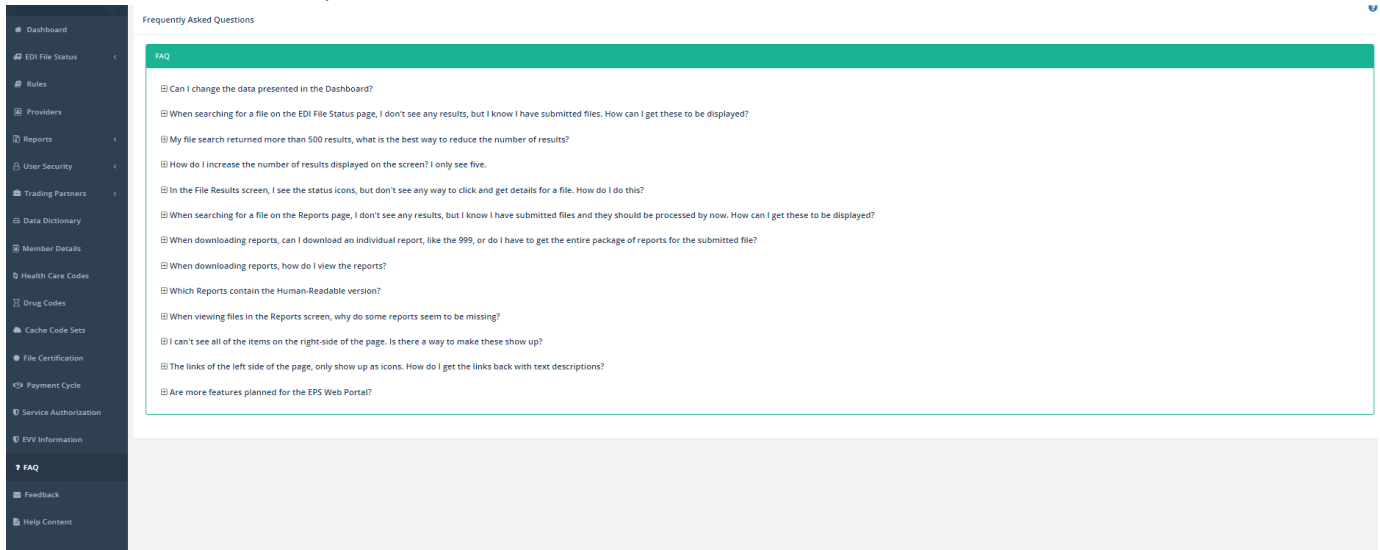 Frequently Asked Questions
Dashboard
EDI File Status
Rules
Providers
Reports
User Security
Trading Partners
Data Dictionary
Member Details
Health Care Codes
Drug Codes
Cache Code Sets
File Certification
Payment Cycle
Service Authorization
EVV Information
FAQ
Feedback
Help Content
FAQ
Can I change the data presented in the Dashboard?
When searching for a file on the EDI File Status page, I don't see any results, but I know I have submitted files. How can I get these to be displayed?
My file search returned more than 500 results, what is the best way to reduce the number of results?
How do I increase the number of results displayed on the screen? I only see five.
In the File Results screen, I see the status icons, but don't see any way to click and get details for a file. How do I do this?
When searching for a file on the Reports page, I don't see any results, but I know I have submitted files and they should be processed by now. How can I get these to be displayed?
When downloading reports, can I download an individual report, like the 999, or do I have to get the entire package of reports for the submitted file?
When downloading reports, how do I view the reports?
Which Reports contain the Human-Readable version?
When viewing files in the Reports screen, why do some reports seem to be missing?
I can't see all of the items on the right-side of the page. Is there a way to make these show up?
The links of the left side of the page, only show up as icons. How do I get the links back with text descriptions?
Are more features planned for the EPS Web Portal?